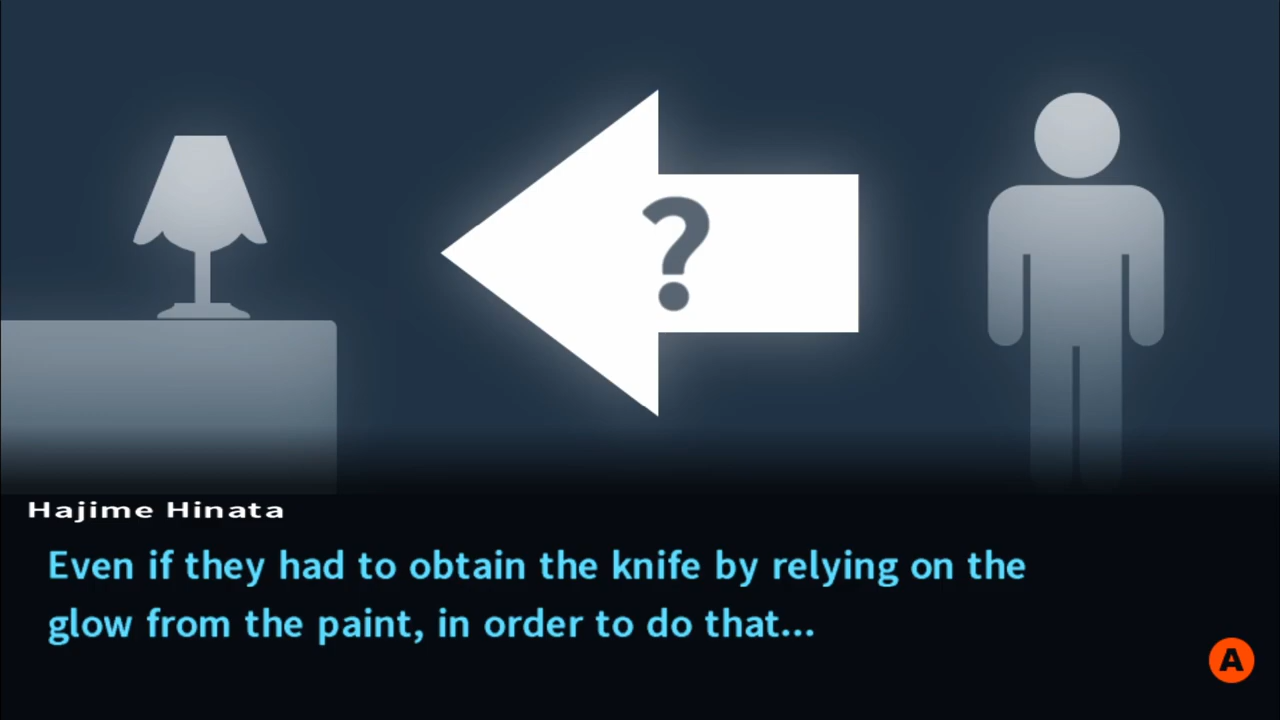 ?
Hajime Hinata
Even if they had to obtain the knife by relying on the
glow from the paint, in order to do that...
A